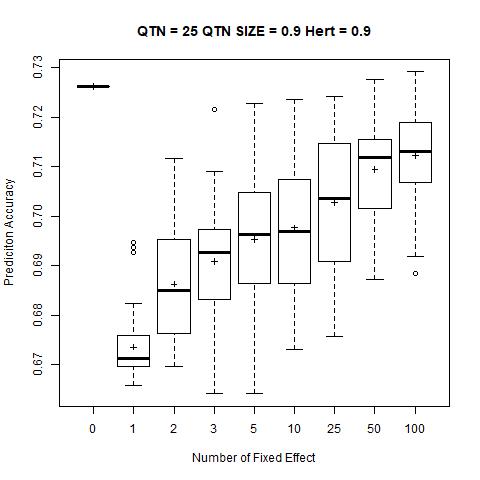 QTN = 25 QTN SIZE = 0.9 Hert = 0.9
Prediciton Accuracy
0.73
0.72
0.71
0.70
0.69
0.68
0.67
0 1 2 3 5 10 25 50 100
Number of Fixed Effect